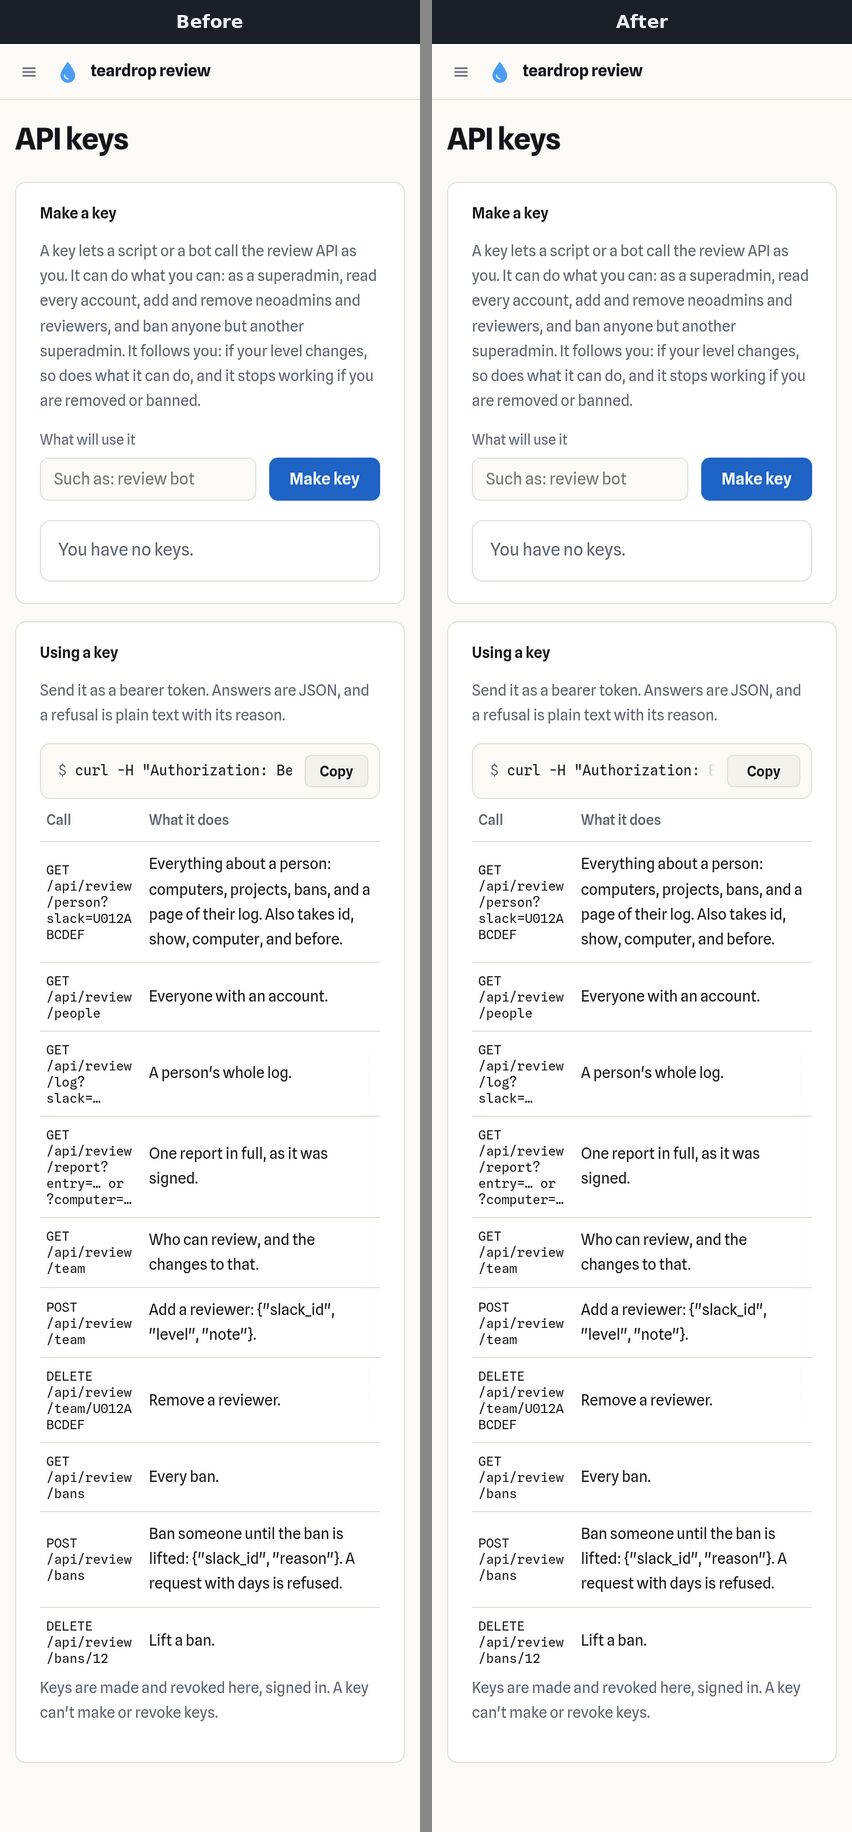 Before
teardrop review
API keys
Make a key
A key lets a script or a bot call the review API as
you. It can do what you can: as a superadmin, read
every account, add and remove neoadmins and
reviewers, and ban anyone but another
superadmin. It follows you: if your level changes,
so does what it can do, and it stops working if you
are removed or banned.
What will use it
Such as: review bot
Make key
You have no keys.
Using a key
Send it as a bearer token. Answers are JSON, and
a refusal is plain text with its reason.
$ curl -H "Authorization: Be
Copy
Call What it does
GET
/api/review
/person?
slack=U012A
BCDEF
Everything about a person:
computers, projects, bans, and a
page of their log. Also takes id,
show, computer, and before.
GET
/api/review
/people
Everyone with an account.
GET
/api/review
/log?
slack=…
A person's whole log.
GET
/api/review
/report?
entry=… or
?computer=…
One report in full, as it was
signed.
GET
/api/review
/team
Who can review, and the
changes to that.
POST
/api/review
/team
Add a reviewer: {"slack_id",
"level", "note"}.
DELETE
/api/review
/team/U012A
BCDEF
Remove a reviewer.
GET
/api/review
/bans
Every ban.
POST
/api/review
/bans
Ban someone until the ban is
lifted: {"slack_id", "reason"}. A
request with days is refused.
DELETE
/api/review
/bans/12
Lift a ban.
Keys are made and revoked here, signed in. A key
can't make or revoke keys.
After
teardrop review
API keys
Make a key
A key lets a script or a bot call the review API as
you. It can do what you can: as a superadmin, read
every account, add and remove neoadmins and
reviewers, and ban anyone but another
superadmin. It follows you: if your level changes,
so does what it can do, and it stops working if you
are removed or banned.
What will use it
Such as: review bot
Make key
You have no keys.
Using a key
Send it as a bearer token. Answers are JSON, and
a refusal is plain text with its reason.
$ curl -H "Authorization:
Copy
Call What it does
GET
/api/review
/person?
slack=U012A
BCDEF
Everything about a person:
computers, projects, bans, and a
page of their log. Also takes id,
show, computer, and before.
GET
/api/review
/people
Everyone with an account.
GET
/api/review
/log?
slack=…
A person's whole log.
GET
/api/review
/report?
entry=… or
?computer=…
One report in full, as it was
signed.
GET
/api/review
/team
Who can review, and the
changes to that.
POST
/api/review
/team
Add a reviewer: {"slack_id",
"level", "note"}.
DELETE
/api/review
/team/U012A
BCDEF
Remove a reviewer.
GET
/api/review
/bans
Every ban.
POST
/api/review
/bans
Ban someone until the ban is
lifted: {"slack_id", "reason"}. A
request with days is refused.
DELETE
/api/review
/bans/12
Lift a ban.
Keys are made and revoked here, signed in. A key
can't make or revoke keys.